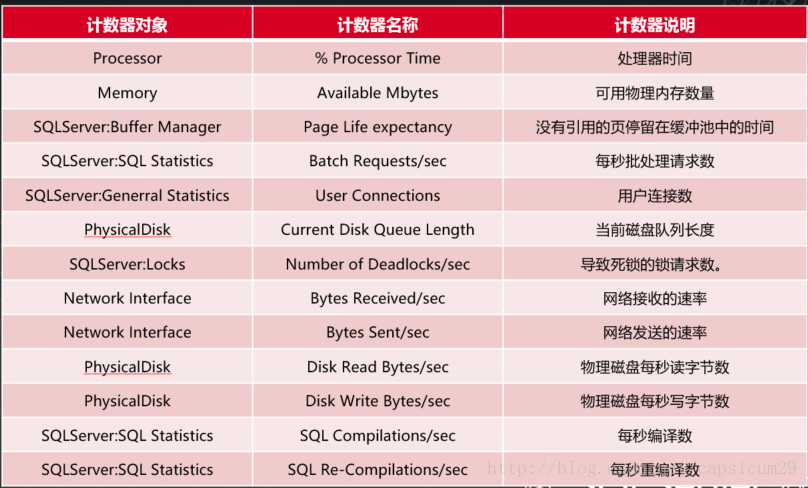 计数器对象 计数器名称 计数器说明
Processor % Processor Time 处理器时间
Memory Available Mbytes 可用物理内存数量
SQLServer:Buffer Manager Page Life expectancy 没有引用的页停留在缓冲池中的时间
SQLServer:SQL Statistics Batch Requests/sec 每秒批处理请求数
SQLServer:Generral Statistics User Connections 用户连接数
PhysicalDisk Current Disk Queue Length 当前磁盘队列长度
SQLServer:Locks Number of Deadlocks/sec 导致死锁的锁请求数。
Network Interface Bytes Received/sec 网络接收的速率
Network Interface Bytes Sent/sec 网络发送的速率
PhysicalDisk Disk Read Bytes/sec 物理磁盘每秒读字节数
PhysicalDisk Disk Write Bytes/sec 物理磁盘每秒写字节数
SQLServer:SQL Statistics SQL Compilations/sec 每秒编译数
SQLServer:SQL Statistics SQL Re-Compilations/sec 每秒重编译数